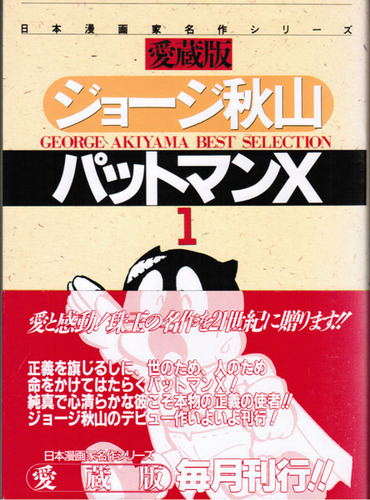 日本漫画家名作シリーズ
愛蔵版
ジョージ秋山
GEORGE AKIYAMA BEST SELECTION
パットマンX
1
愛と感動!珠玉の名作を21世紀に贈ります!!
正義を旗じるしに、世のため、人のため
命をかけてはたらくパットマンX!
純真で心清らかな彼こそ本物の正義の使者!!
ジョージ秋山のデビュー作いよいよ刊行!
日本漫画家名作シリーズ
愛蔵版 毎月刊行!!